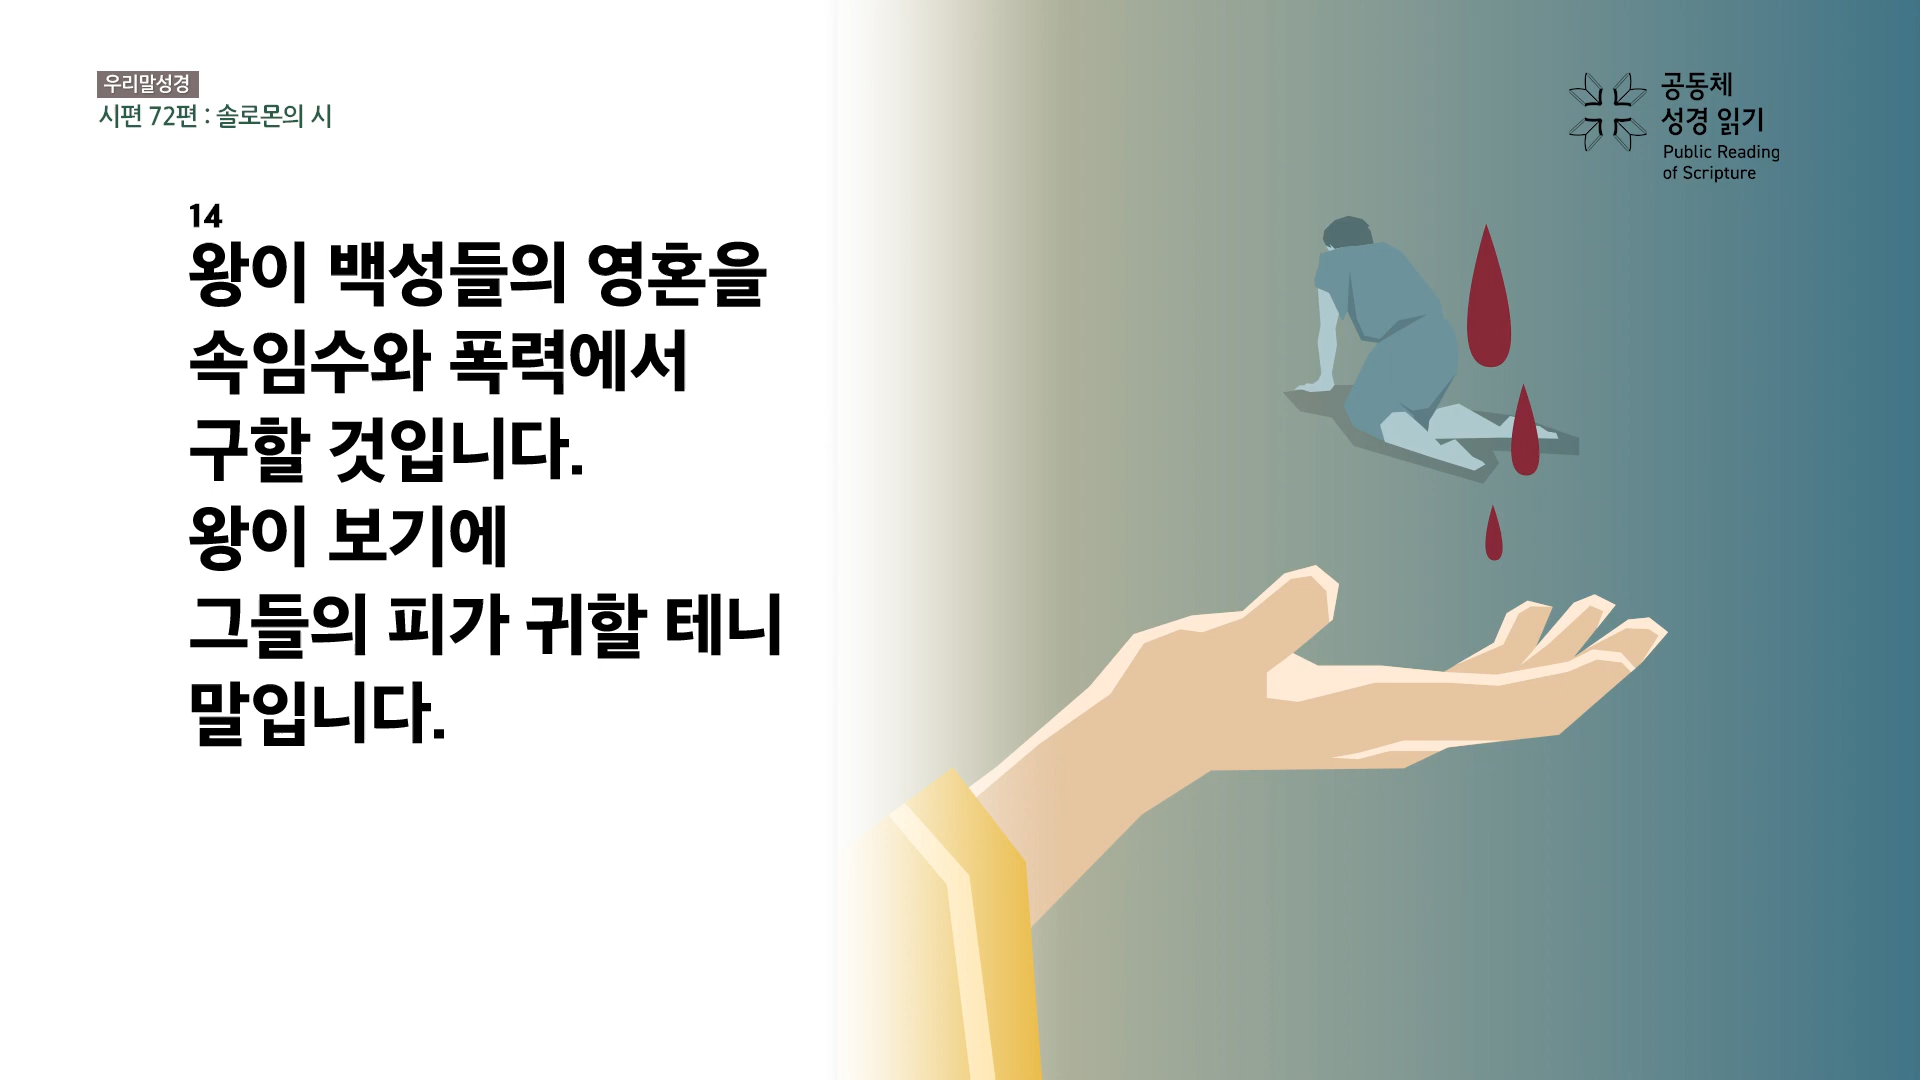 우리말성경
시편 72편 : 솔로몬의 시
공동체
성경 읽기
Public Reading
of Scripture
14
왕이 백성들의 영혼을
속임수와 폭력에서
구할 것입니다.
왕이 보기에
그들의 피가 귀할 테니
말입니다.